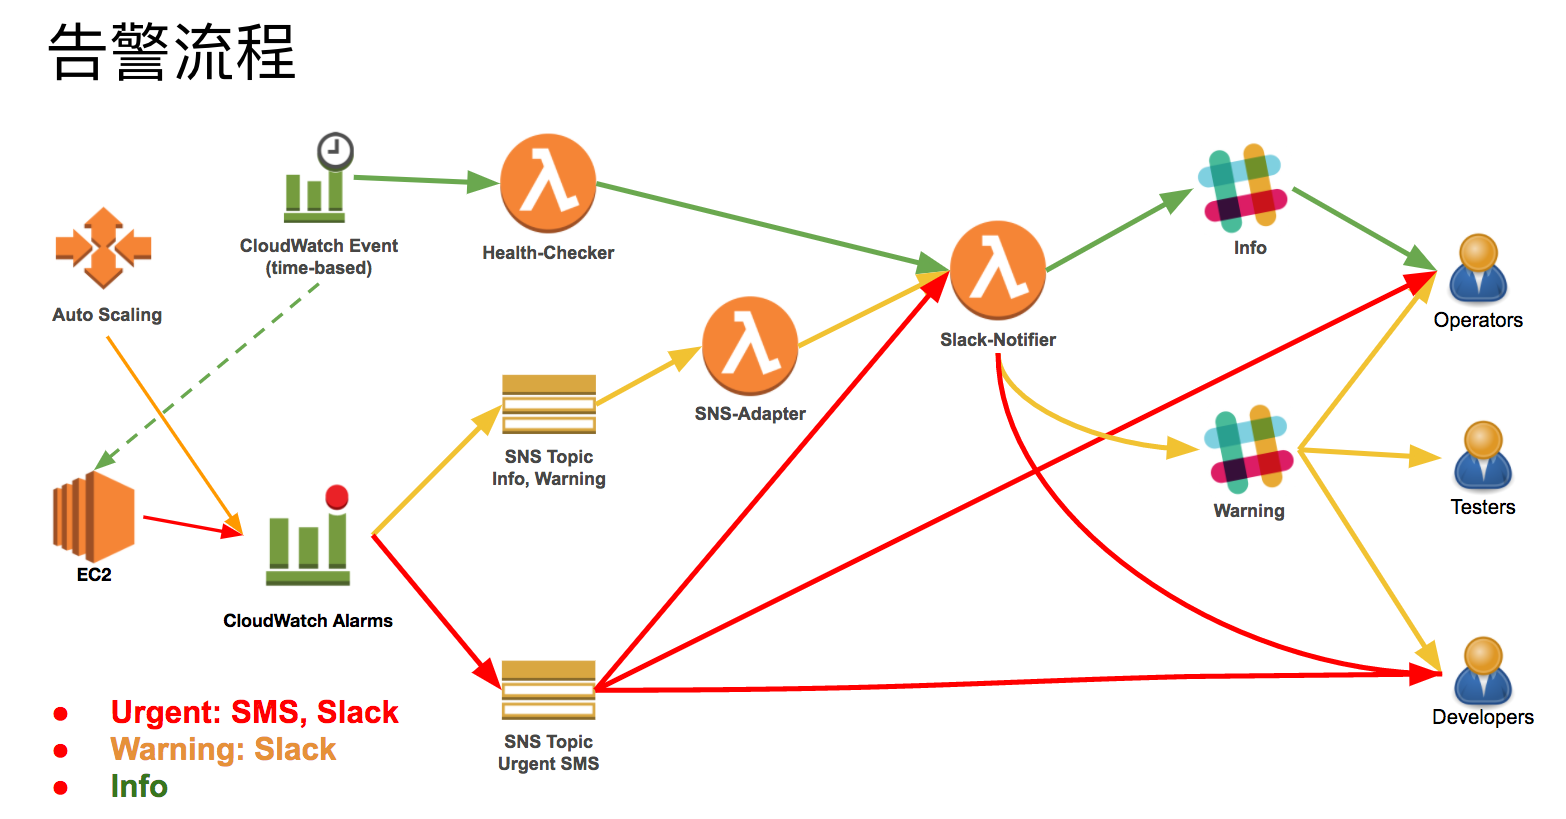 告警流程
CloudWatch Event
(time-based)
Health-Checker
Info
Auto Scaling
Operators
Slack-Notifier
SNS-Adapter
SNS Topic
Info, Warning
Warning
Testers
EC2
CloudWatch Alarms
Urgent: SMS, Slack
Warning: Slack
Info
SNS Topic
Urgent SMS
Developers